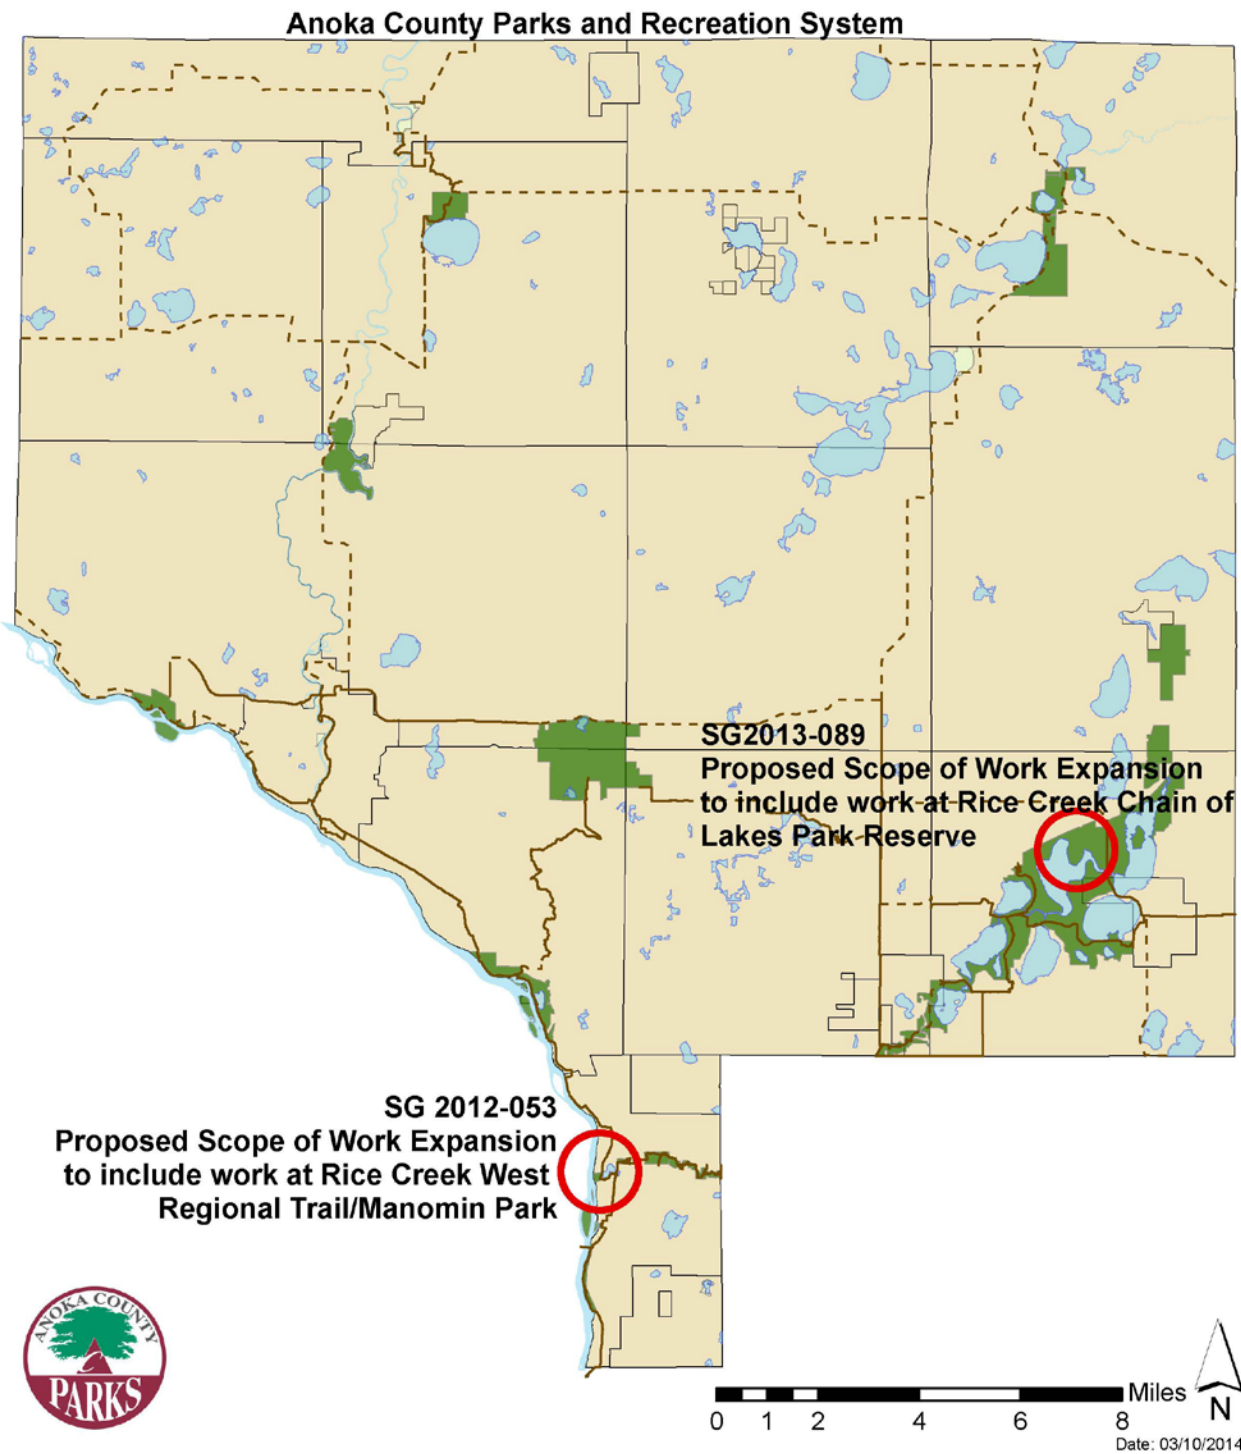 Anoka County Parks and Recreation System
SG2013-089
Proposed Scope of Work Expansion
to include work at Rice Creek Chain of
Lakes Park Reserve
SG 2012-053
Proposed Scope of Work Expansion
to include work at Rice Creek West
Regional Trail/Manomin Park
ANOKA COUNTY
PARKS
Miles
0 1 2 4 6 8
N
Date: 03/10/2014